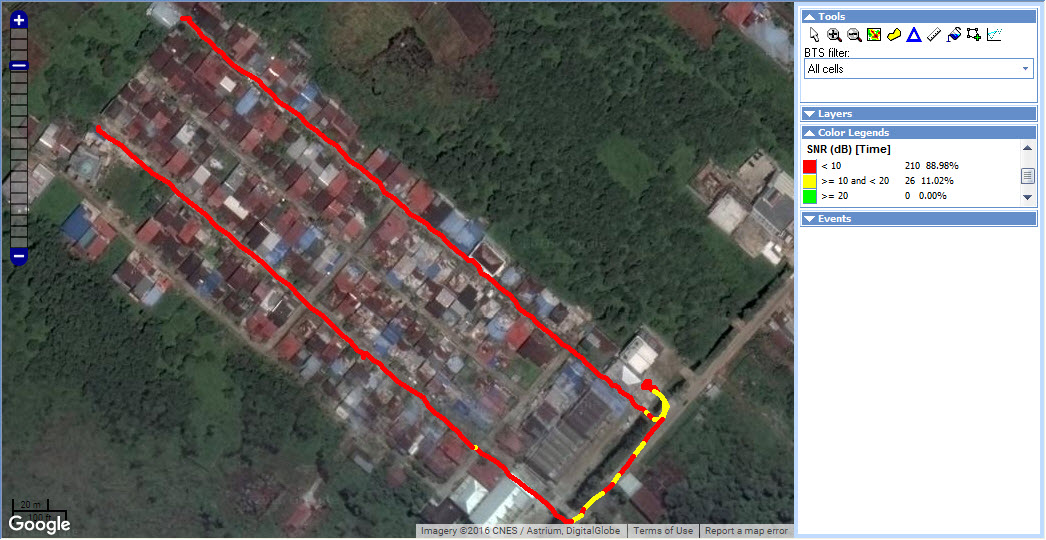 Tools
BTS filter:
All cells
Layers
Color Legends
SNR (dB) [Time]
< 10 210 88.98%
>= 10 and < 20 26 11.02%
>= 20 0 0.00%
Events
20 m
100 ft
Google
Imagery ©2016 CNES / Astrium, DigitalGlobe Terms of Use Report a map error